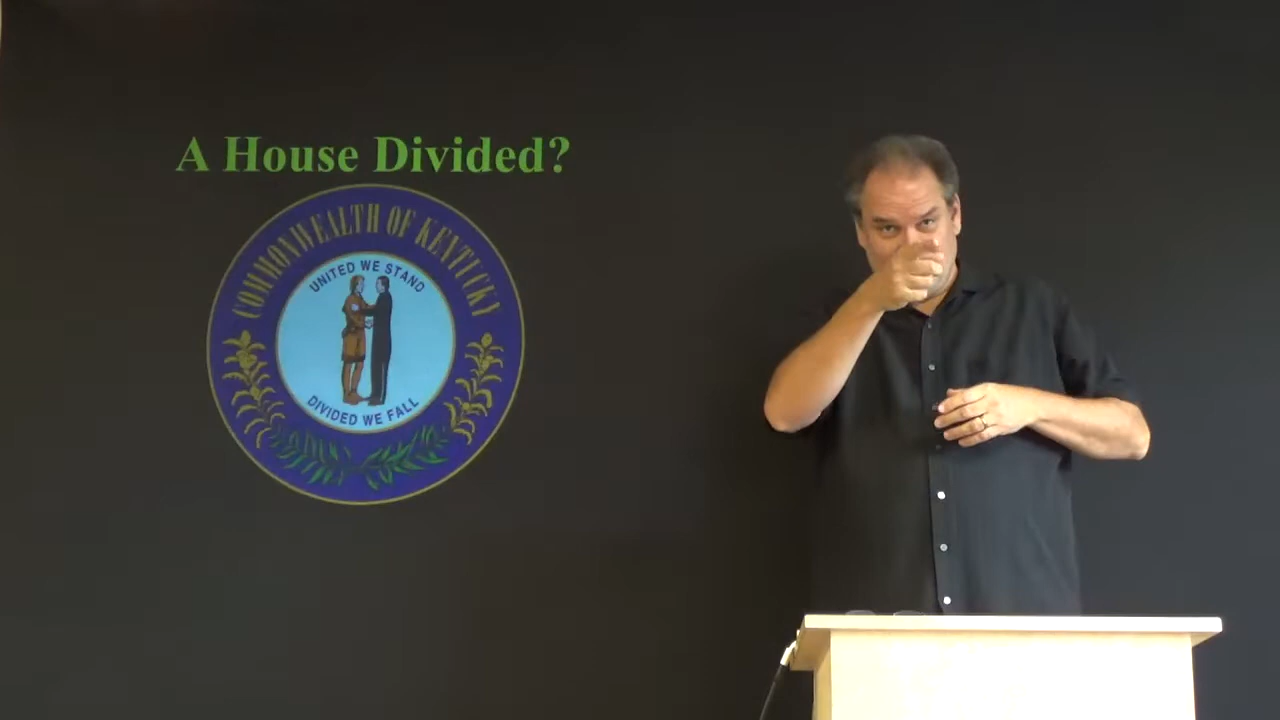 A House Divided?
COMMONWEALTH OF KENTUCKY
UNITED WE STAND
DIVIDED WE FALL